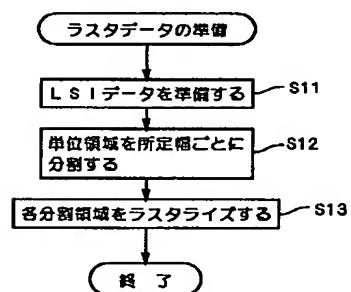 ラスタデータの準備
LSIデータを準備する
S11
単位領域を所定幅ごとに
分割する
S12
各分割領域をラスタライズする
S13
終 了